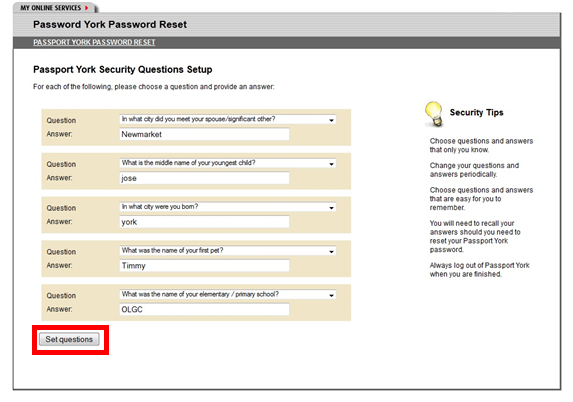 MY ONLINE SERVICES
Password York Password Reset
PASSPORT YORK PASSWORD RESET
Passport York Security Questions Setup
For each of the following, please choose a question and provide an answer:
Question In what city did you meet your spouse/significant other?
Answer: Newmarket
Question What is the middle name of your youngest child?
Answer: jose
Question In what city were you born?
Answer: york
Question What was the name of your first pet?
Answer: Timmy
Question What was the name of your elementary / primary school?
Answer: OLGC
Set questions
Security Tips
Choose questions and answers
that only you know.
Change your questions and
answers periodically.
Choose questions and answers
that are easy for you to
remember.
You will need to recall your
answers should you need to
reset your Passport York
password.
Always log out of Passport York
when you are finished.